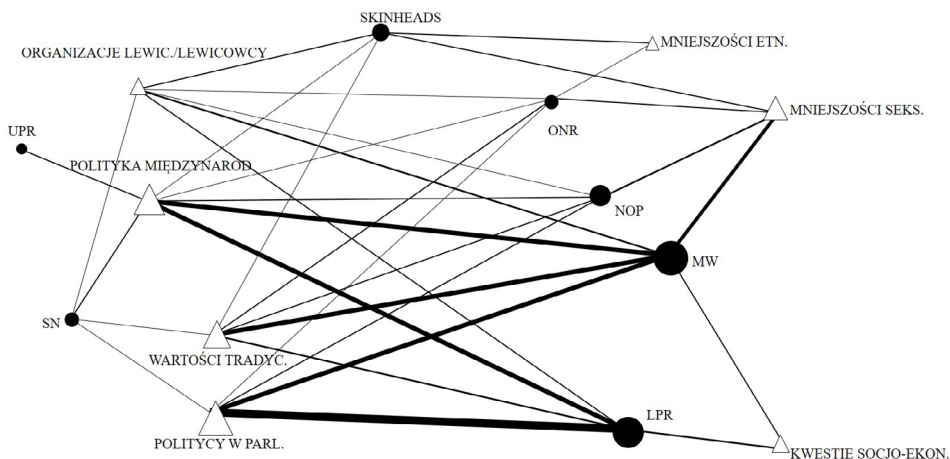 SKINHEADS
MNIEJSZOŚCI ETN.
ORGANIZACJE LEWIC./LEWICOWCY
MNIEJSZOŚCI SEKS.
UPR
ONR
POLITYKA MIĘDZYNAROD.
NOP
MW
SN
WARTOŚCI TRADYC.
LPR
POLITYCY W PARL.
KWESTIE SOCJO-EKON.